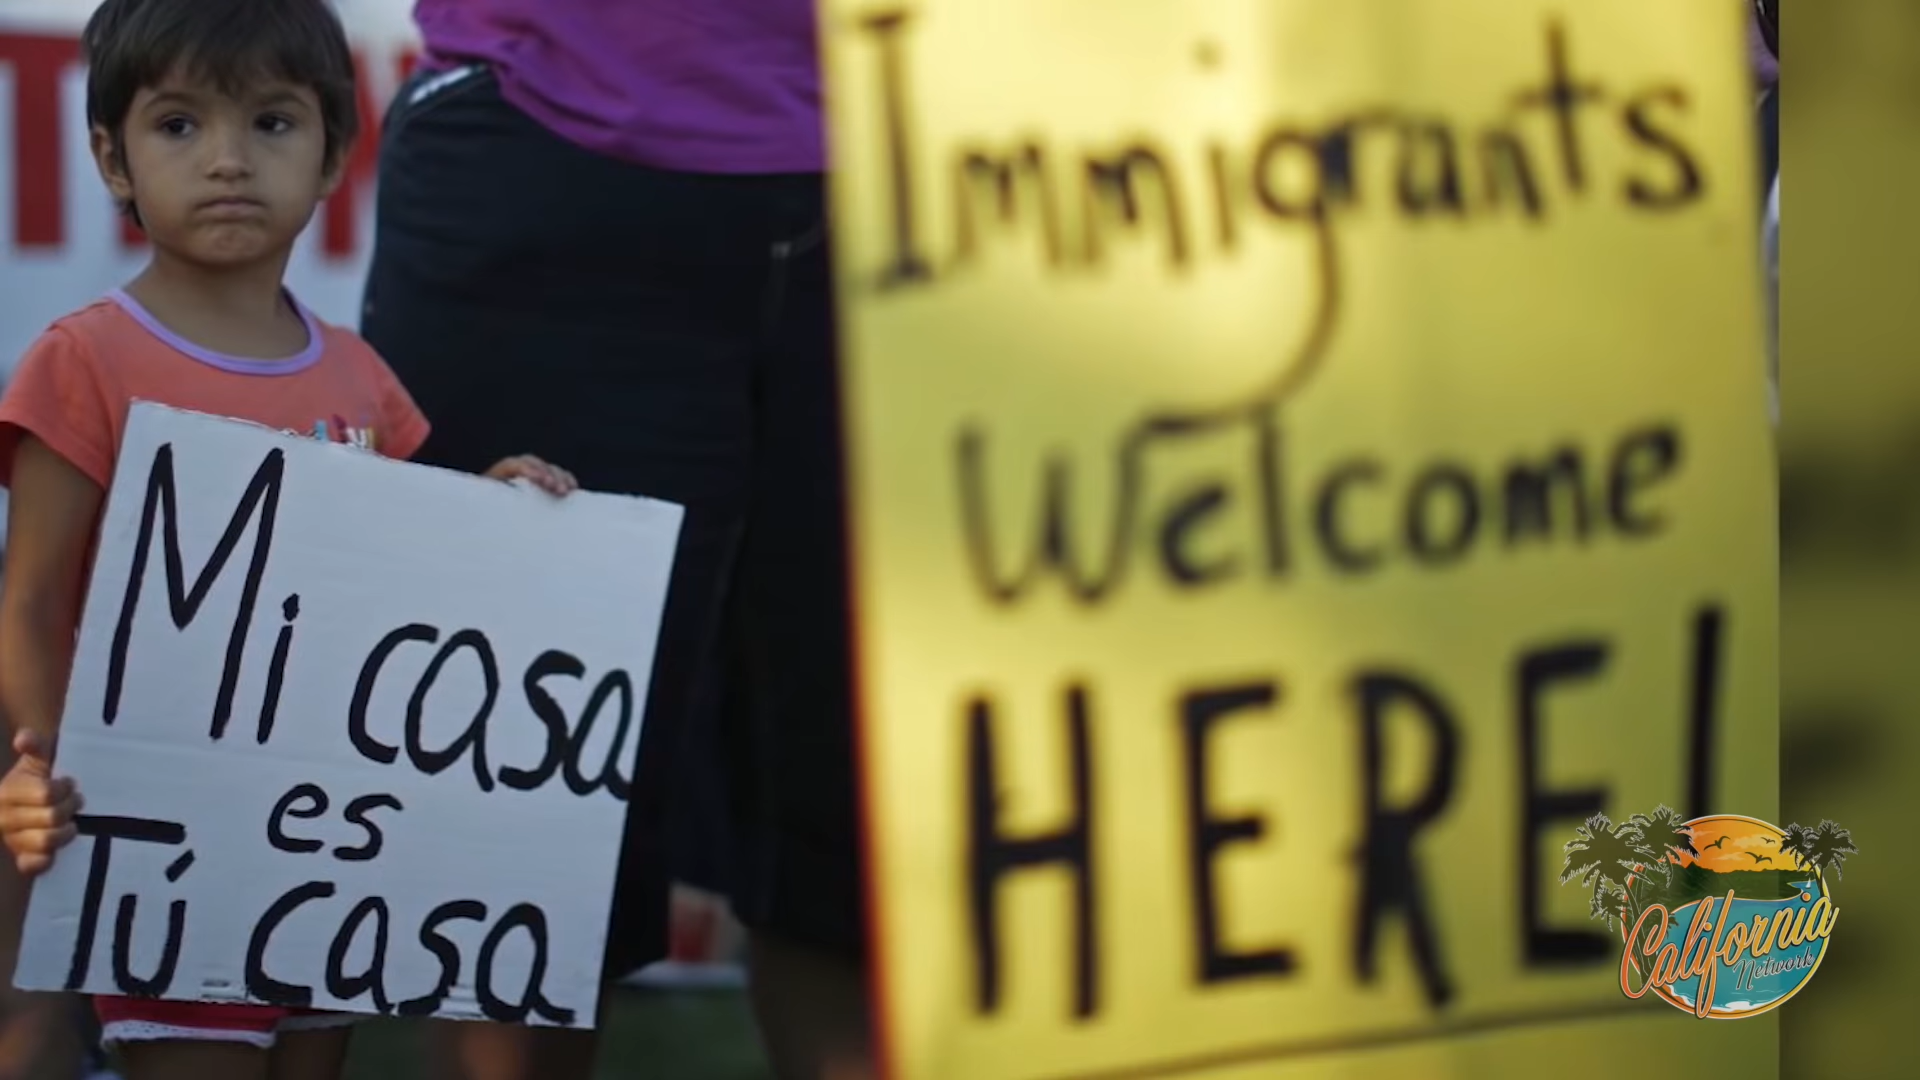 Mi casa
es
Tú casa
Immigrants
Welcome
HERE!
California
Network